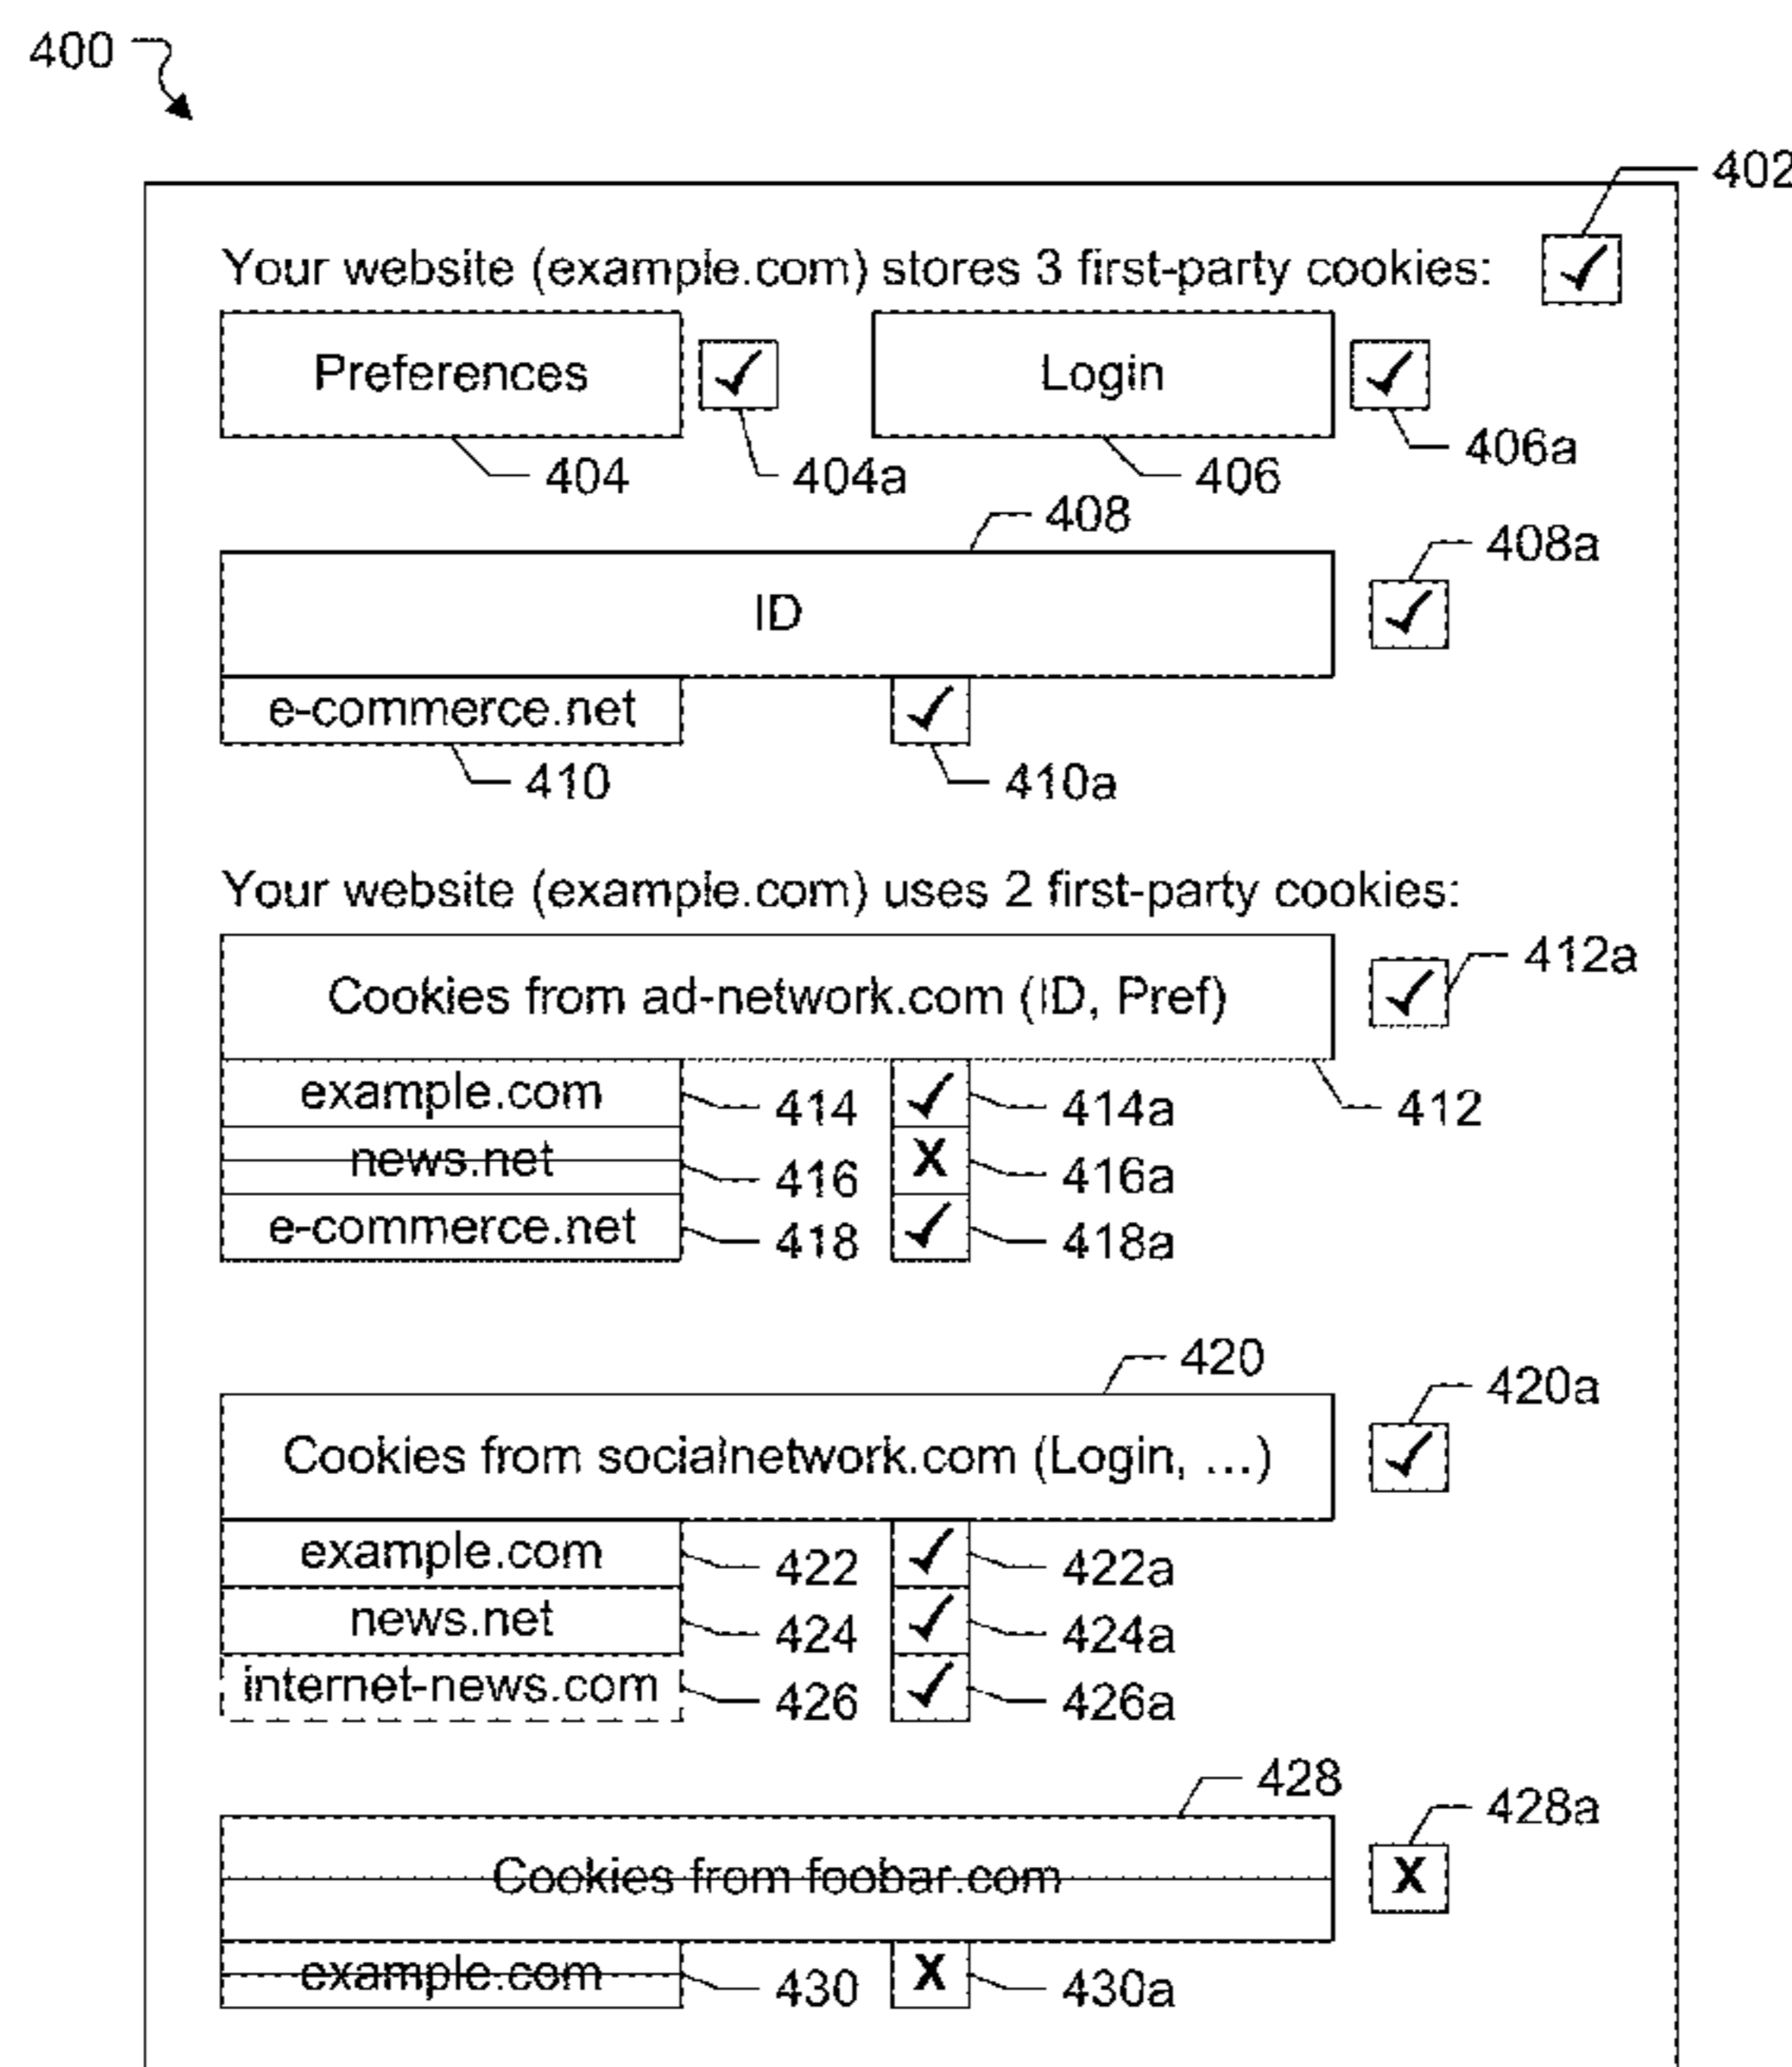 400
402
Your website (example.com) stores 3 first-party cookies:
Preferences Login
404 404a 406 406a
408
408a
ID
e-commerce.net
410 410a
Your website (example.com) uses 2 first-party cookies:
412a
Cookies from ad-network.com (ID, Pref)
example.com 414 414a 412
news.net 416 X 416a
e-commerce.net 418 418a
420
420a
Cookies from socialnetwork.com (Login, ...)
example.com 422 422a
news.net 424 424a
internet-news.com 426 426a
428
428a
Cookies from foobar.com X
example.com 430 X 430a